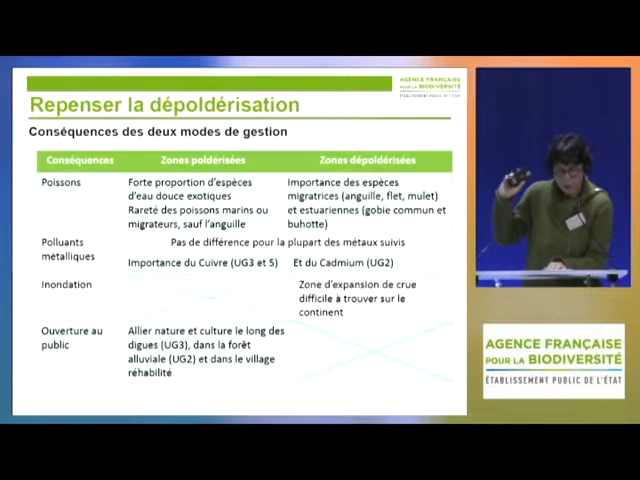 AGENCE FRANÇAISE
POUR LA BIODIVERSITÉ
ÉTABLISSEMENT PUBLIC DE L'ÉTAT
Repenser la dépoldérisation
Conséquences des deux modes de gestion
Conséquences Zones poldérisées Zones dépoldérisées
Poissons Forte proportion d'espèces Importance des espèces
d'eau douce exotiques migratrices (anguille, flet, mulet)
Rareté des poissons marins ou et estuariennes (gobie commun et
migrateurs, sauf l'anguille buhotte)
Polluants Pas de différence pour la plupart des métaux suivis
métalliques
Importance du Cuivre (UG3 et 5) Et du Cadmium (UG2)
Inondation Zone d'expansion de crue
difficile à trouver sur le
continent
Ouverture au Allier nature et culture le long des
public digues (UG3), dans la forêt
alluviale (UG2) et dans le village
réhabilité
AGENCE FRANÇAISE
POUR LA BIODIVERSITÉ
ÉTABLISSEMENT PUBLIC DE L'ÉTAT